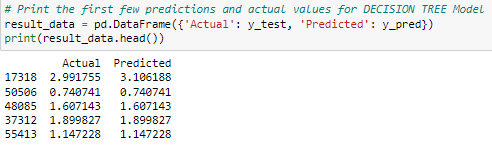 # Print the first few predictions and actual values for DECISION TREE Model
result_data = pd.DataFrame({'Actual': y_test, 'Predicted': y_pred})
print(result_data.head())
Actual Predicted
17318 2.991755 3.106188
50506 0.740741 0.740741
48085 1.607143 1.607143
37312 1.899827 1.899827
55413 1.147228 1.147228